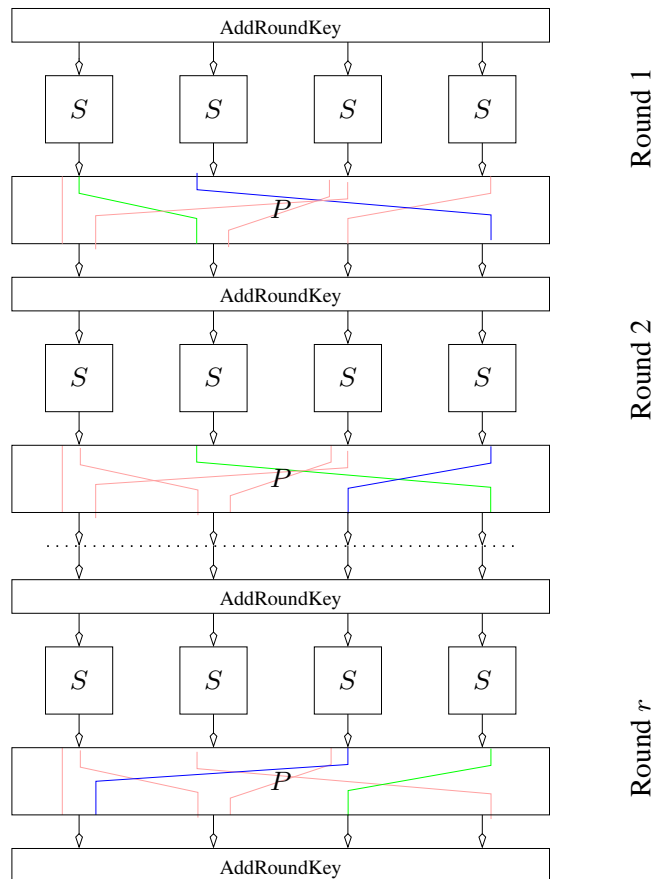 AddRoundKey
S S S S
Round 1
P
AddRoundKey
S S S S
Round 2
P
AddRoundKey
S S S S
Round r
P
AddRoundKey